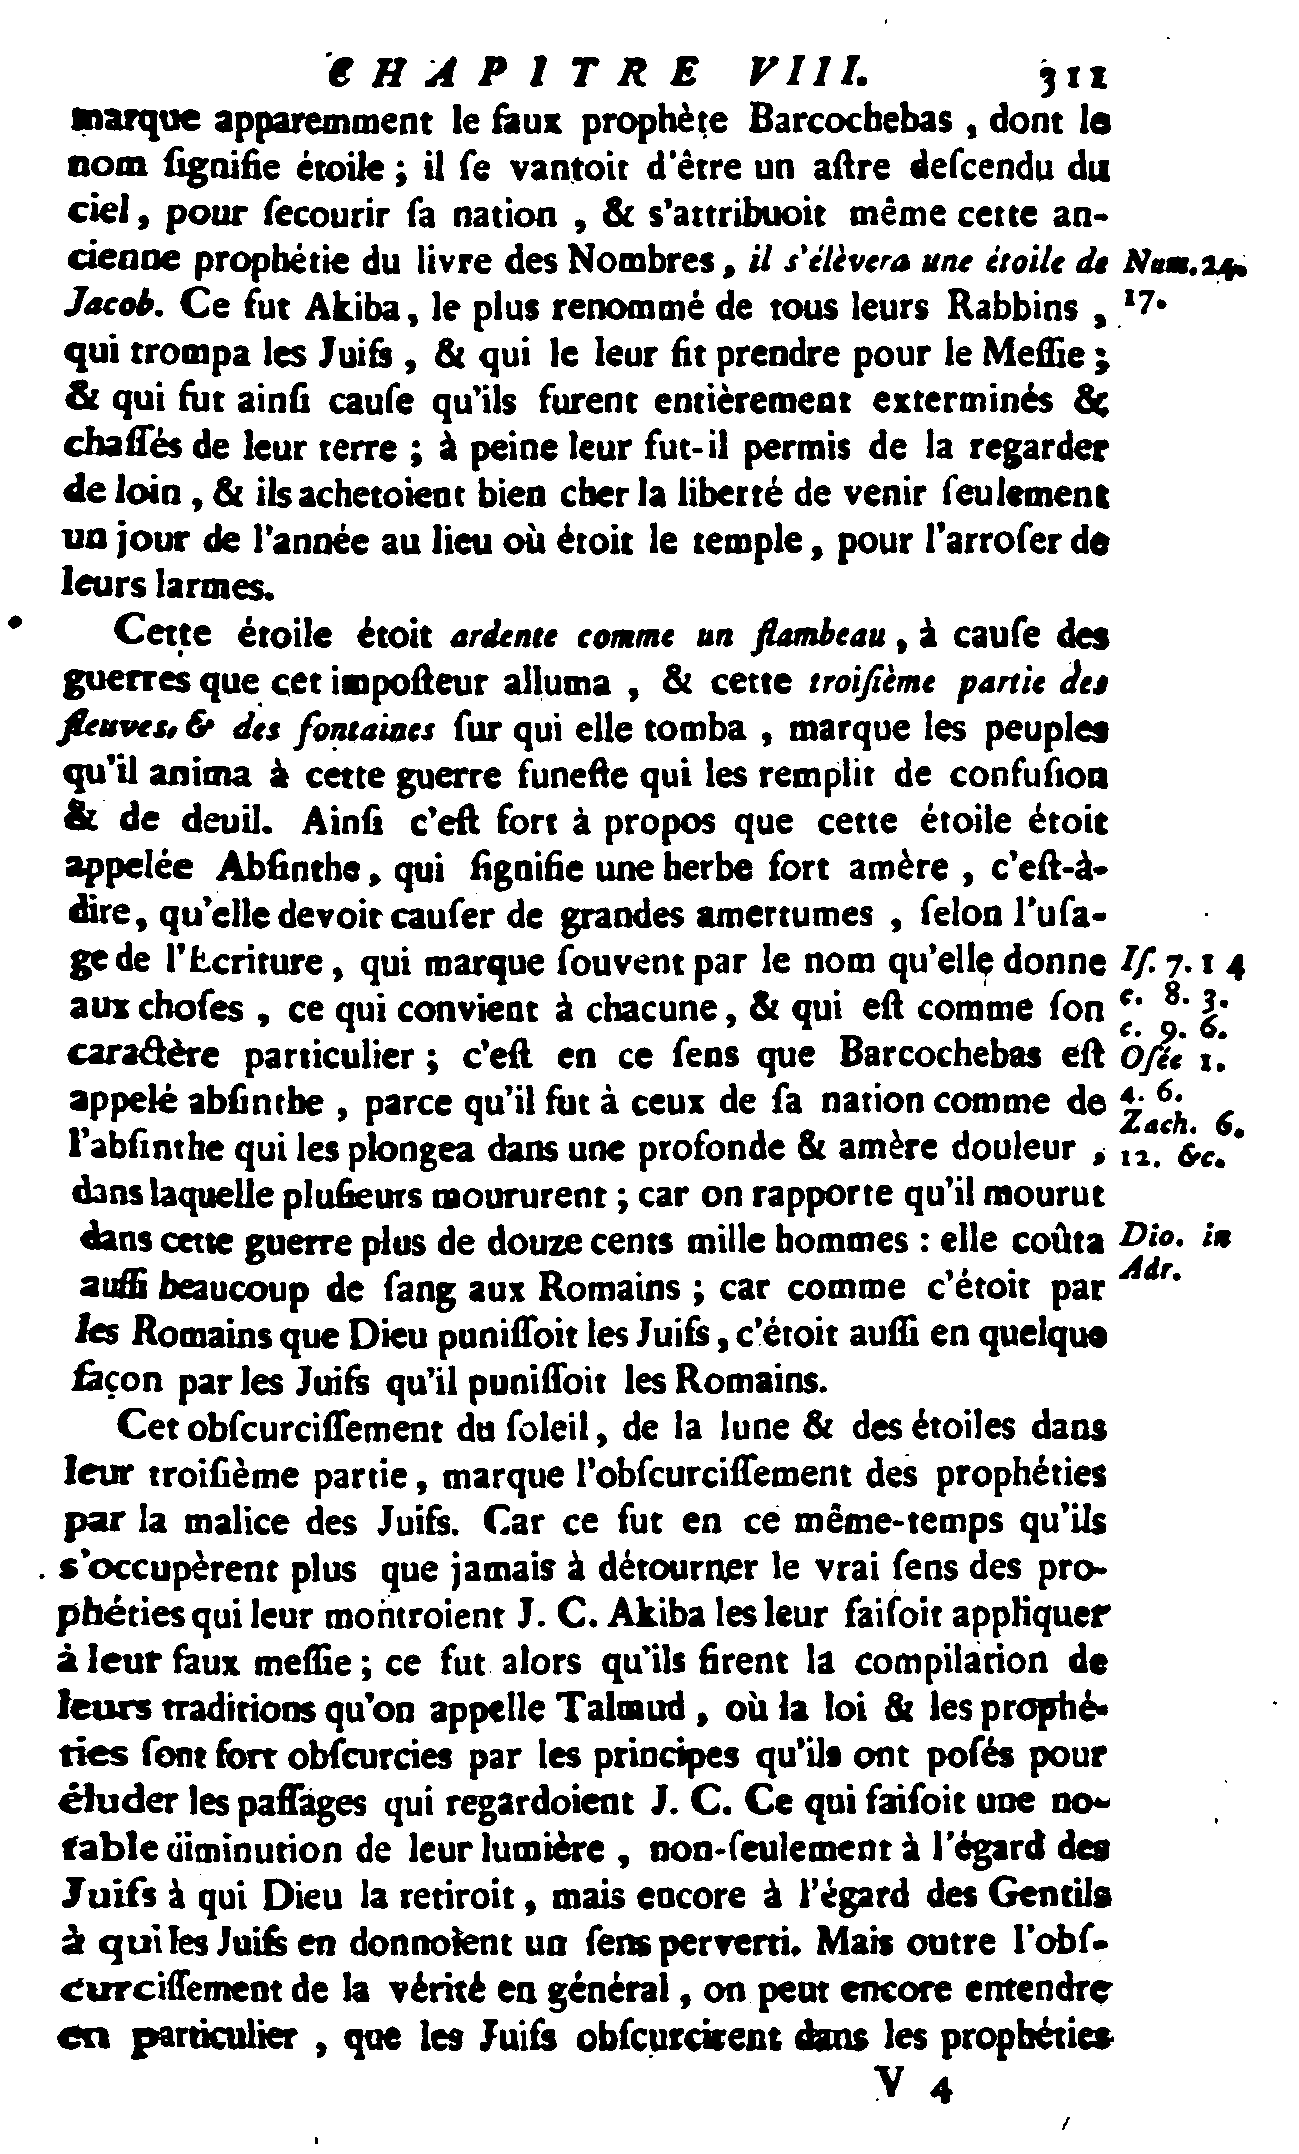 CHAPITRE VIII. 311
marque apparemment le faux prophète Barcochebas, dont le
nom ſignifie étoile ; il ſe vantoit d'être un aſtre deſcendu du
ciel, pour ſecourir ſa nation, & s'attribuoit même cette an-
cienne prophétie du livre des Nombres, il s'élèvera une étoile de
Num. 24.
Jacob. Ce fut Akiba, le plus renommé de tous leurs Rabbins,
17.
qui trompa les Juifs, & qui le leur fit prendre pour le Meſſie ;
& qui fut ainſi cauſe qu'ils furent entièrement exterminés &
chaſſés de leur terre ; à peine leur fut-il permis de la regarder
de loin, & ils achetoient bien cher la liberté de venir ſeulement
un jour de l'année au lieu où étoit le temple, pour l'arroſer de
leurs larmes.
Cette étoile étoit ardente comme un flambeau, à cauſe des
guerres que cet impoſteur alluma, & cette troiſième partie des
fleuves, & des fontaines ſur qui elle tomba, marque les peuples
qu'il anima à cette guerre funeſte qui les remplit de confuſion
& de deuil. Ainſi c'eſt fort à propos que cette étoile étoit
appelée Abſinthe, qui ſignifie une herbe fort amère, c'eſt-à-
dire, qu'elle devoit cauſer de grandes amertumes, ſelon l'uſa-
ge de l'Ecriture, qui marque ſouvent par le nom qu'elle donne
Iſ. 7. 14
aux choſes, ce qui convient à chacune, & qui eſt comme ſon
c. 8. 3.
c. 9. 6.
caractère particulier ; c'eſt en ce ſens que Barcochebas eſt
Oſée 1.
appelé abſinthe, parce qu'il fut à ceux de ſa nation comme de
4. 6.
Zach. 6.
l'abſinthe qui les plongea dans une profonde & amère douleur,
12. &c.
dans laquelle pluſieurs moururent ; car on rapporte qu'il mourut
dans cette guerre plus de douze cents mille hommes : elle coûta
Dio. in
auſſi beaucoup de ſang aux Romains ; car comme c'étoit par
Adr.
les Romains que Dieu puniſſoit les Juifs, c'étoit auſſi en quelque
façon par les Juifs qu'il puniſſoit les Romains.
Cet obſcurciſſement du ſoleil, de la lune & des étoiles dans
leur troiſième partie, marque l'obſcurciſſement des prophéties
par la malice des Juifs. Car ce fut en ce même-temps qu'ils
s'occupèrent plus que jamais à détourner le vrai ſens des pro-
phéties qui leur montroient J. C. Akiba les leur faiſoit appliquer
à leur faux meſſie ; ce fut alors qu'ils firent la compilation de
leurs traditions qu'on appelle Talmud, où la loi & les prophé-
ties ſont fort obſcurcies par les principes qu'ils ont poſés pour
éluder les paſſages qui regardoient J. C. Ce qui faiſoit une no-
table diminution de leur lumière, non-ſeulement à l'égard des
Juifs à qui Dieu la retiroit, mais encore à l'égard des Gentils
à qui les Juifs en donnoient un ſens perverti. Mais outre l'obſ-
curciſſement de la vérité en général, on peut encore entendre
en particulier, que les Juifs obſcurcirent dans les prophéties
V 4